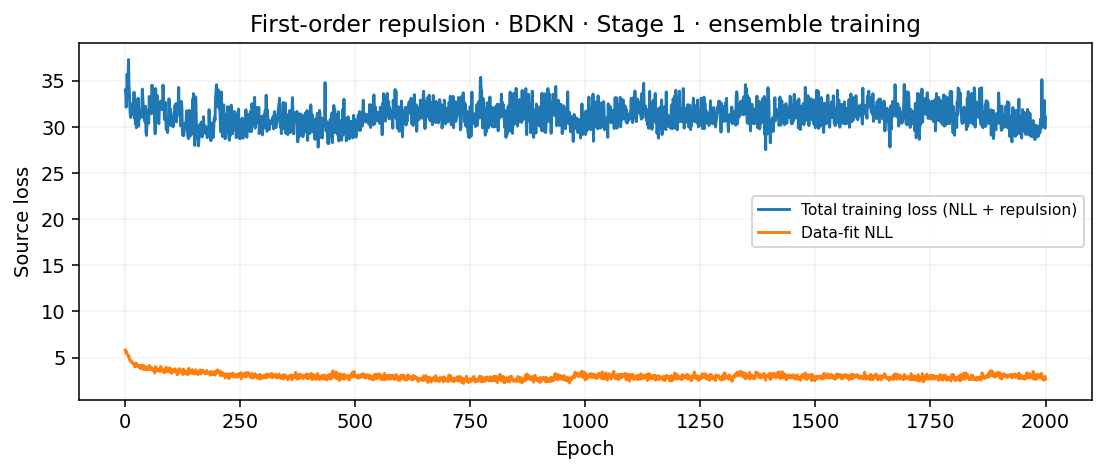 First-order repulsion · BDKN · Stage 1 · ensemble training
Source loss
35
30
25
20
15
10
5
Total training loss (NLL + repulsion)
Data-fit NLL
0 250 500 750 1000 1250 1500 1750 2000
Epoch